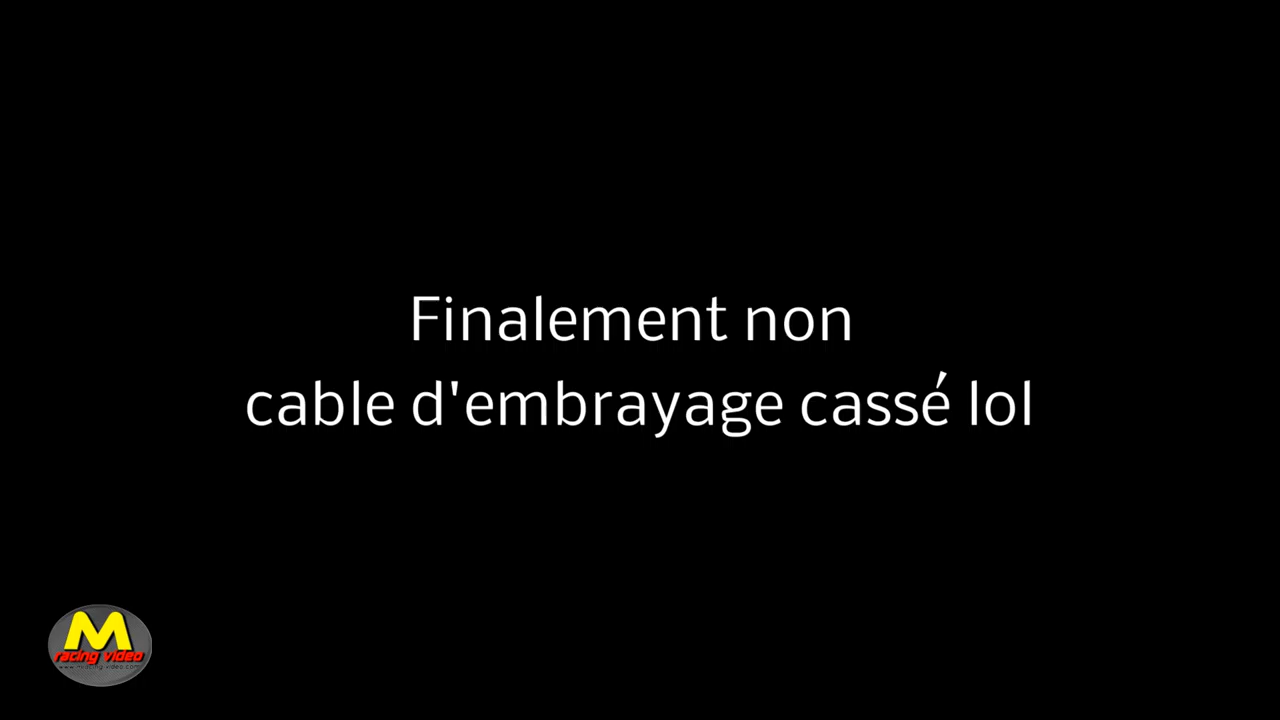 Finalement non
cable d'embrayage cassé lol
M
racing video